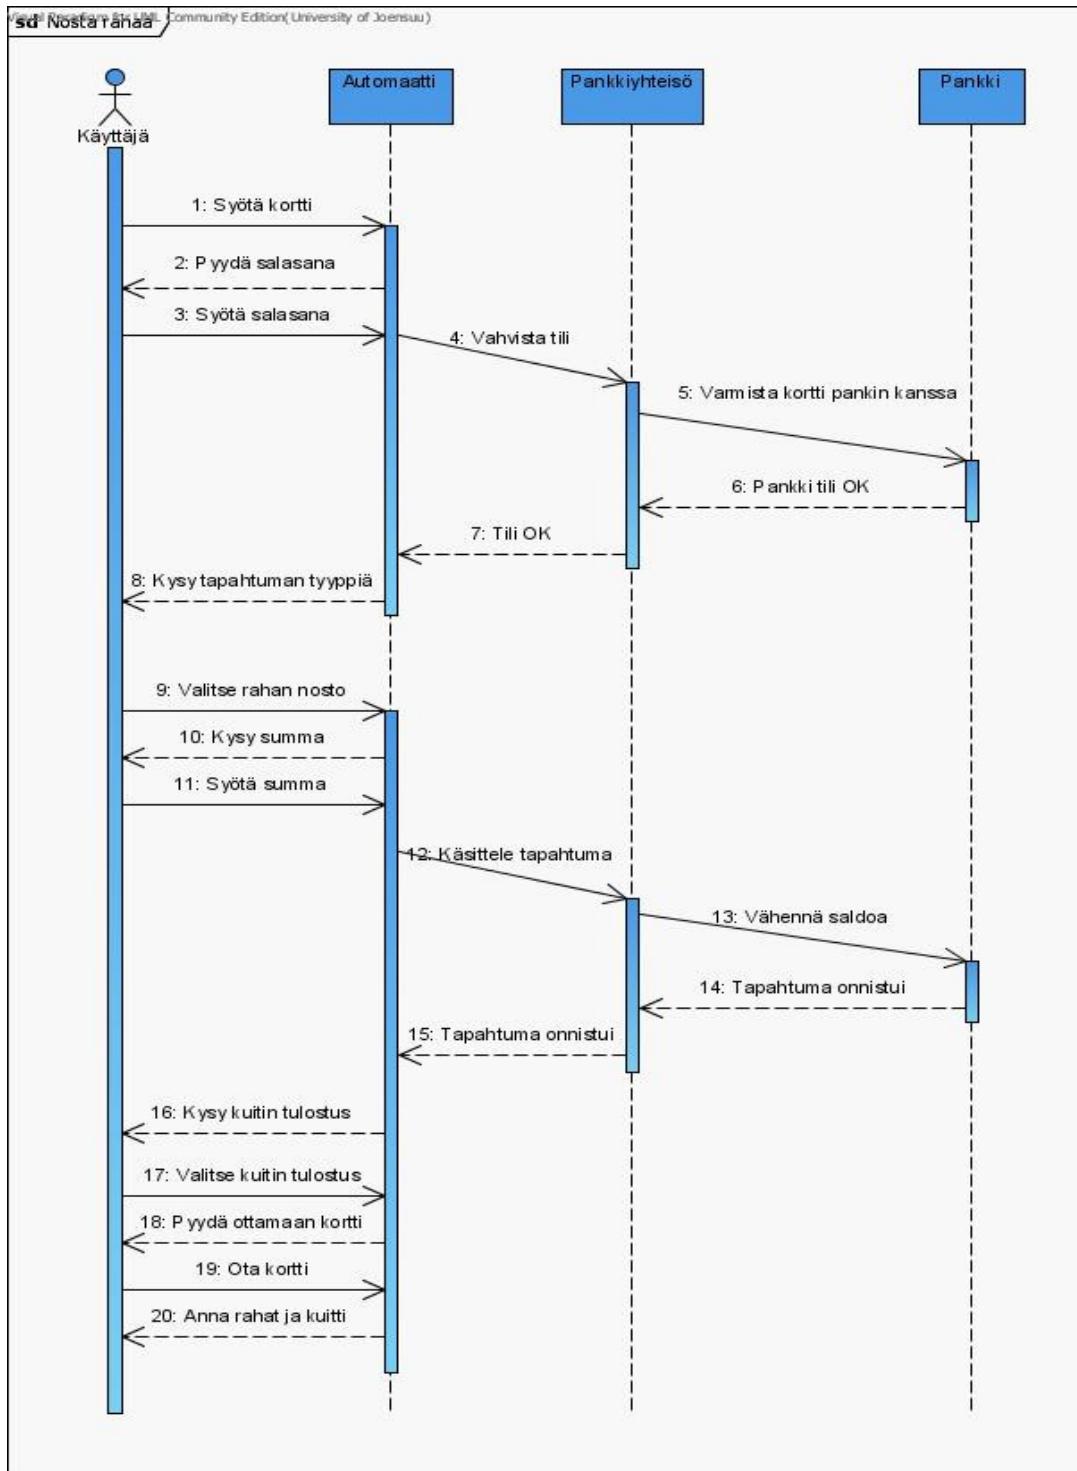 Visual Paradigm for UML Community Edition(University of Joensuu)
sd Nosta rahaa
Käyttäjä
Automaatti
Pankkiyhteisö
Pankki
1: Syötä kortti
2: Pyydä salasana
3: Syötä salasana
4: Vahvista tili
5: Varmista kortti pankin kanssa
6: Pankki tili OK
7: Tili OK
8: Kysy tapahtuman tyyppiä
9: Valitse rahan nosto
10: Kysy summa
11: Syötä summa
12: Käsittele tapahtuma
13: Vähennä saldoa
14: Tapahtuma onnistui
15: Tapahtuma onnistui
16: Kysy kuitin tulostus
17: Valitse kuitin tulostus
18: Pyydä ottamaan kortti
19: Ota kortti
20: Anna rahat ja kuitti